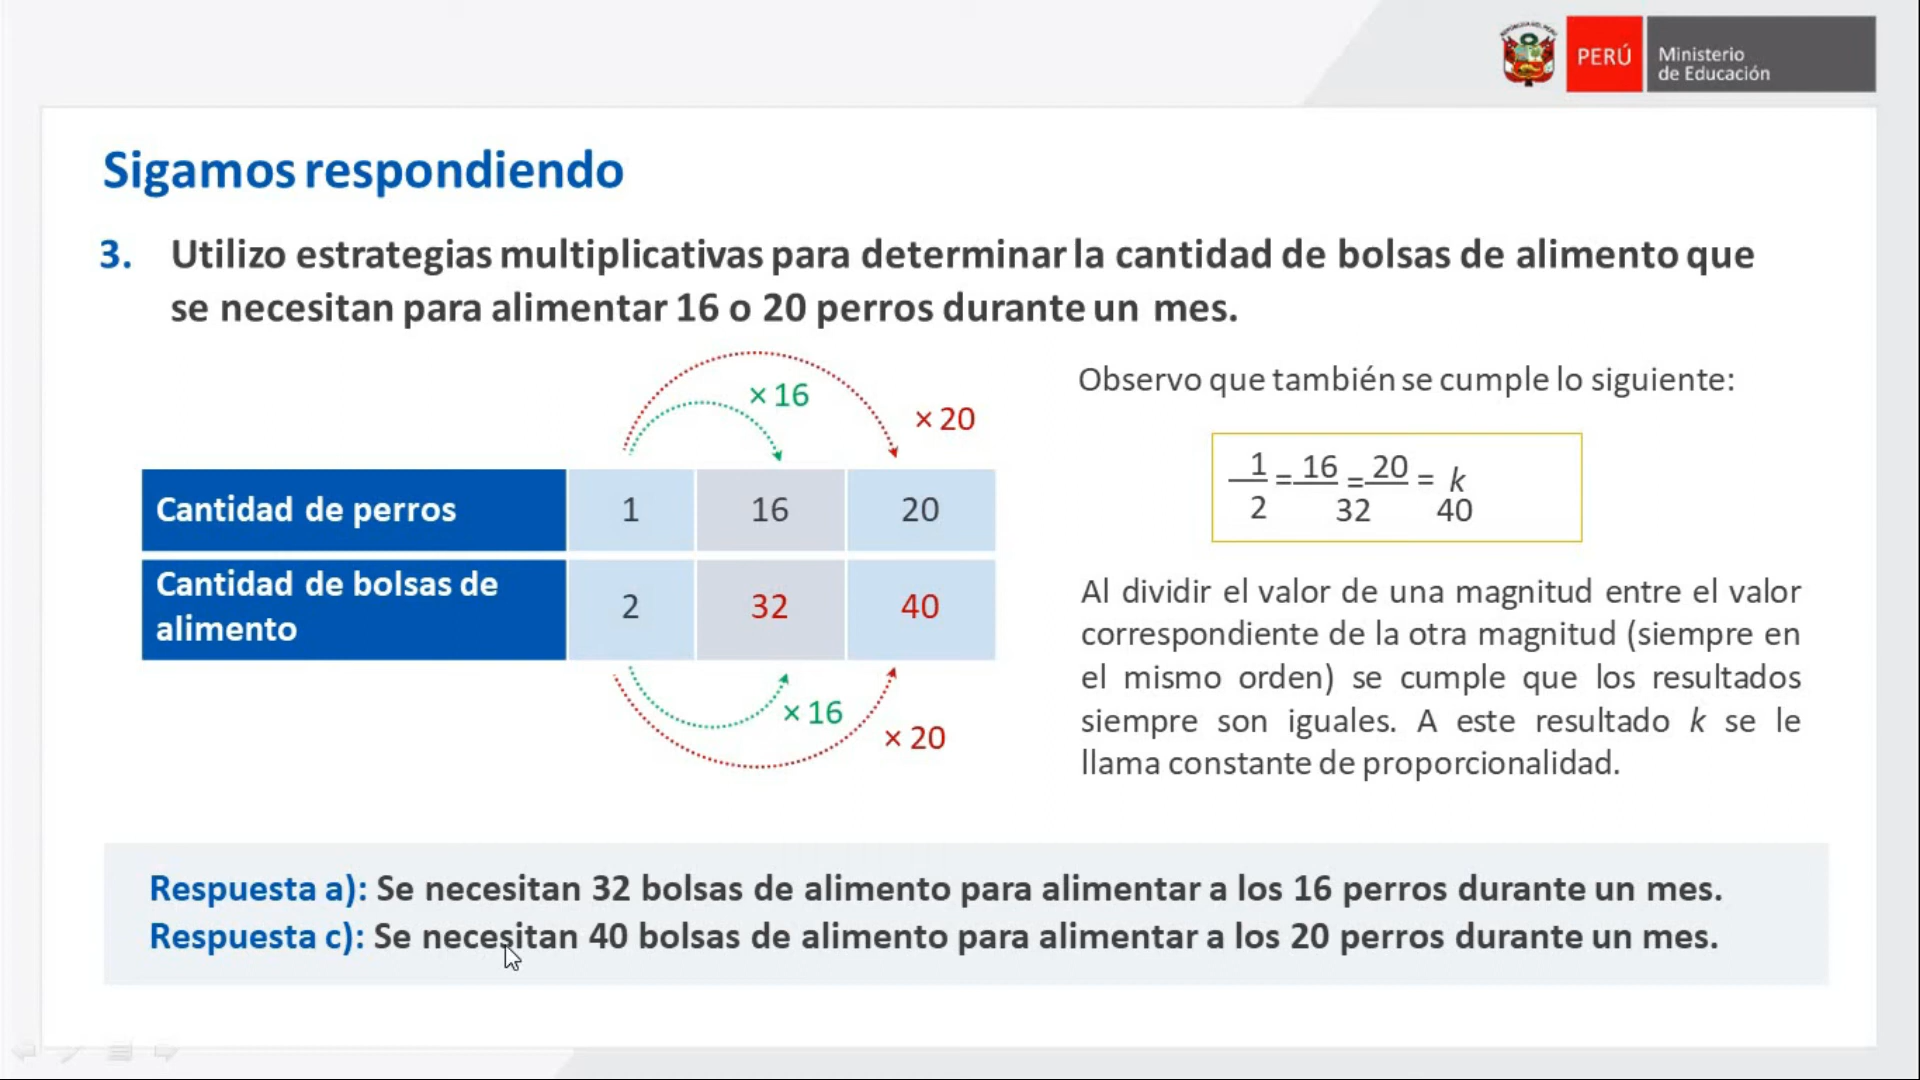 PERÚ
Ministerio
de Educación
Sigamos respondiendo
3. Utilizo estrategias multiplicativas para determinar la cantidad de bolsas de alimento que
se necesitan para alimentar 16 o 20 perros durante un mes.
× 16
× 20
Cantidad de perros 1 16 20
Cantidad de bolsas de
alimento
2 32 40
× 16
× 20
Observo que también se cumple lo siguiente:
1 = 16 = 20 = k
2 32 40
Al dividir el valor de una magnitud entre el valor
correspondiente de la otra magnitud (siempre en
el mismo orden) se cumple que los resultados
siempre son iguales. A este resultado k se le
llama constante de proporcionalidad.
Respuesta a): Se necesitan 32 bolsas de alimento para alimentar a los 16 perros durante un mes.
Respuesta c): Se necesitan 40 bolsas de alimento para alimentar a los 20 perros durante un mes.